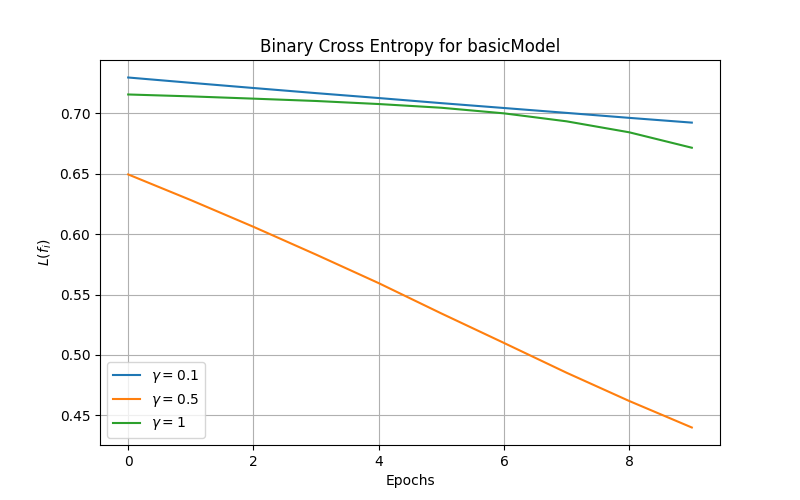 Binary Cross Entropy for basicModel
L(fᵢ)
0.70
0.65
0.60
0.55
0.50
0.45
γ = 0.1
γ = 0.5
γ = 1
0 2 4 6 8
Epochs